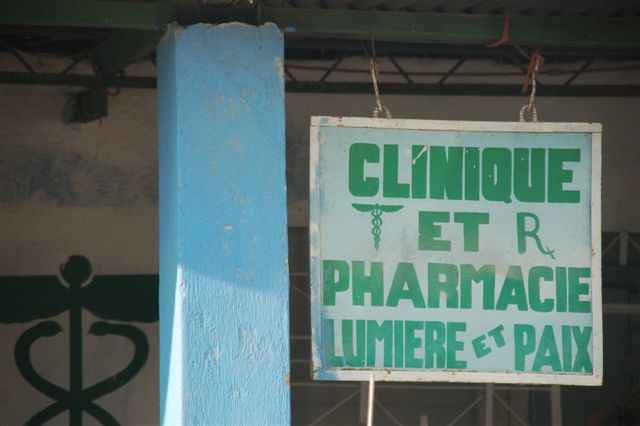 CLINIQUE
ET ℞
PHARMACIE
LUMIERE ET PAIX